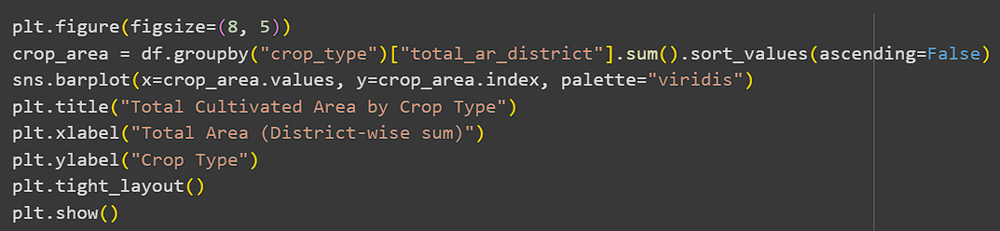 plt.figure(figsize=(8, 5))
crop_area = df.groupby("crop_type")["total_ar_district"].sum().sort_values(ascending=False)
sns.barplot(x=crop_area.values, y=crop_area.index, palette="viridis")
plt.title("Total Cultivated Area by Crop Type")
plt.xlabel("Total Area (District-wise sum)")
plt.ylabel("Crop Type")
plt.tight_layout()
plt.show()